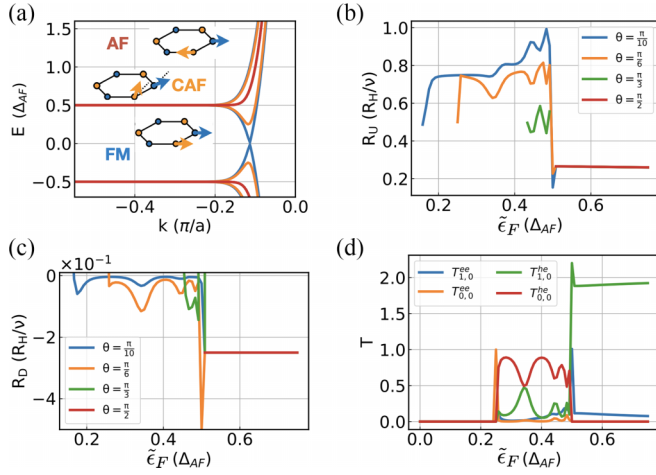 (a)
AF
CAF
FM
E (Δ_AF)
1.5
1.0
0.5
0.0
−0.5
−0.4
−0.2
0.0
k (π/a)
(b)
R_U (R_H/ν)
1.0
0.8
0.6
0.4
0.2
θ = π/10
θ = π/6
θ = π/3
θ = π/2
0.2
0.4
0.6
ε̃_F (Δ_AF)
(c)
×10⁻¹
R_D (R_H/ν)
0
−2
−4
θ = π/10
θ = π/6
θ = π/3
θ = π/2
0.2
0.4
0.6
ε̃_F (Δ_AF)
(d)
T
2.0
1.5
1.0
0.5
0.0
T^ee_1,0
T^he_1,0
T^ee_0,0
T^he_0,0
0.0
0.2
0.4
0.6
ε̃_F (Δ_AF)